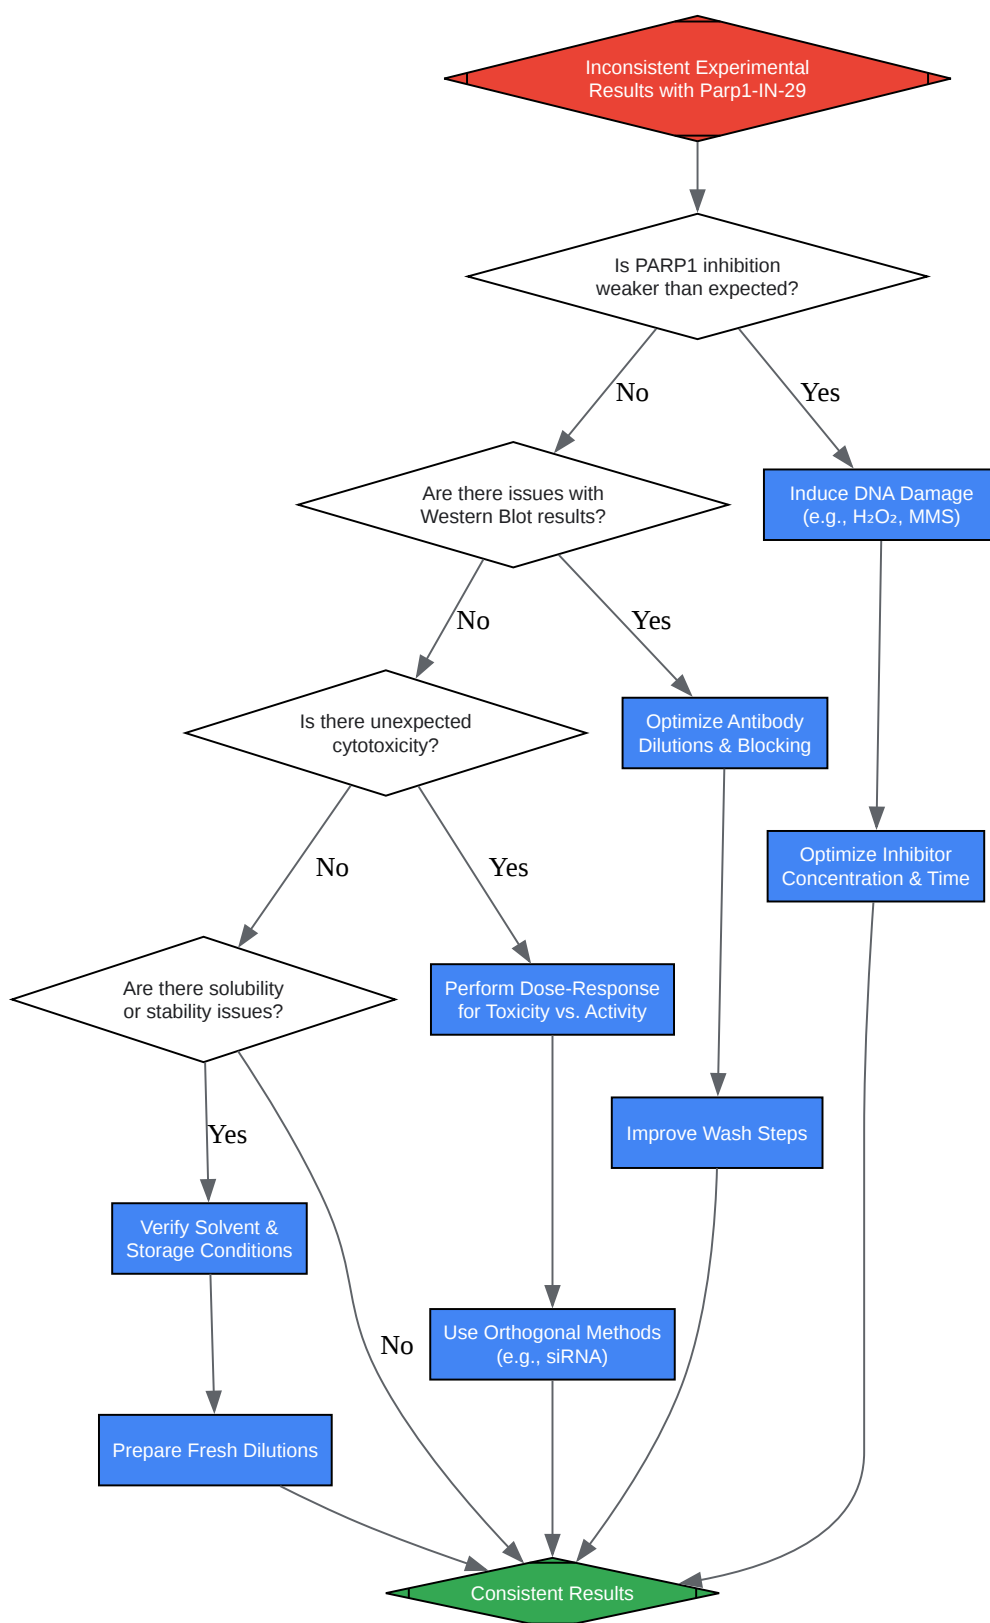 Inconsistent Experimental
Results with Parp1-IN-29
Is PARP1 inhibition
weaker than expected?
No
Yes
Are there issues with
Western Blot results?
Induce DNA Damage
(e.g., H₂O₂, MMS)
No
Yes
Is there unexpected
cytotoxicity?
Optimize Antibody
Dilutions & Blocking
Optimize Inhibitor
Concentration & Time
No
Yes
Are there solubility
or stability issues?
Perform Dose-Response
for Toxicity vs. Activity
Yes
Improve Wash Steps
Verify Solvent &
Storage Conditions
No
Use Orthogonal Methods
(e.g., siRNA)
Prepare Fresh Dilutions
Consistent Results